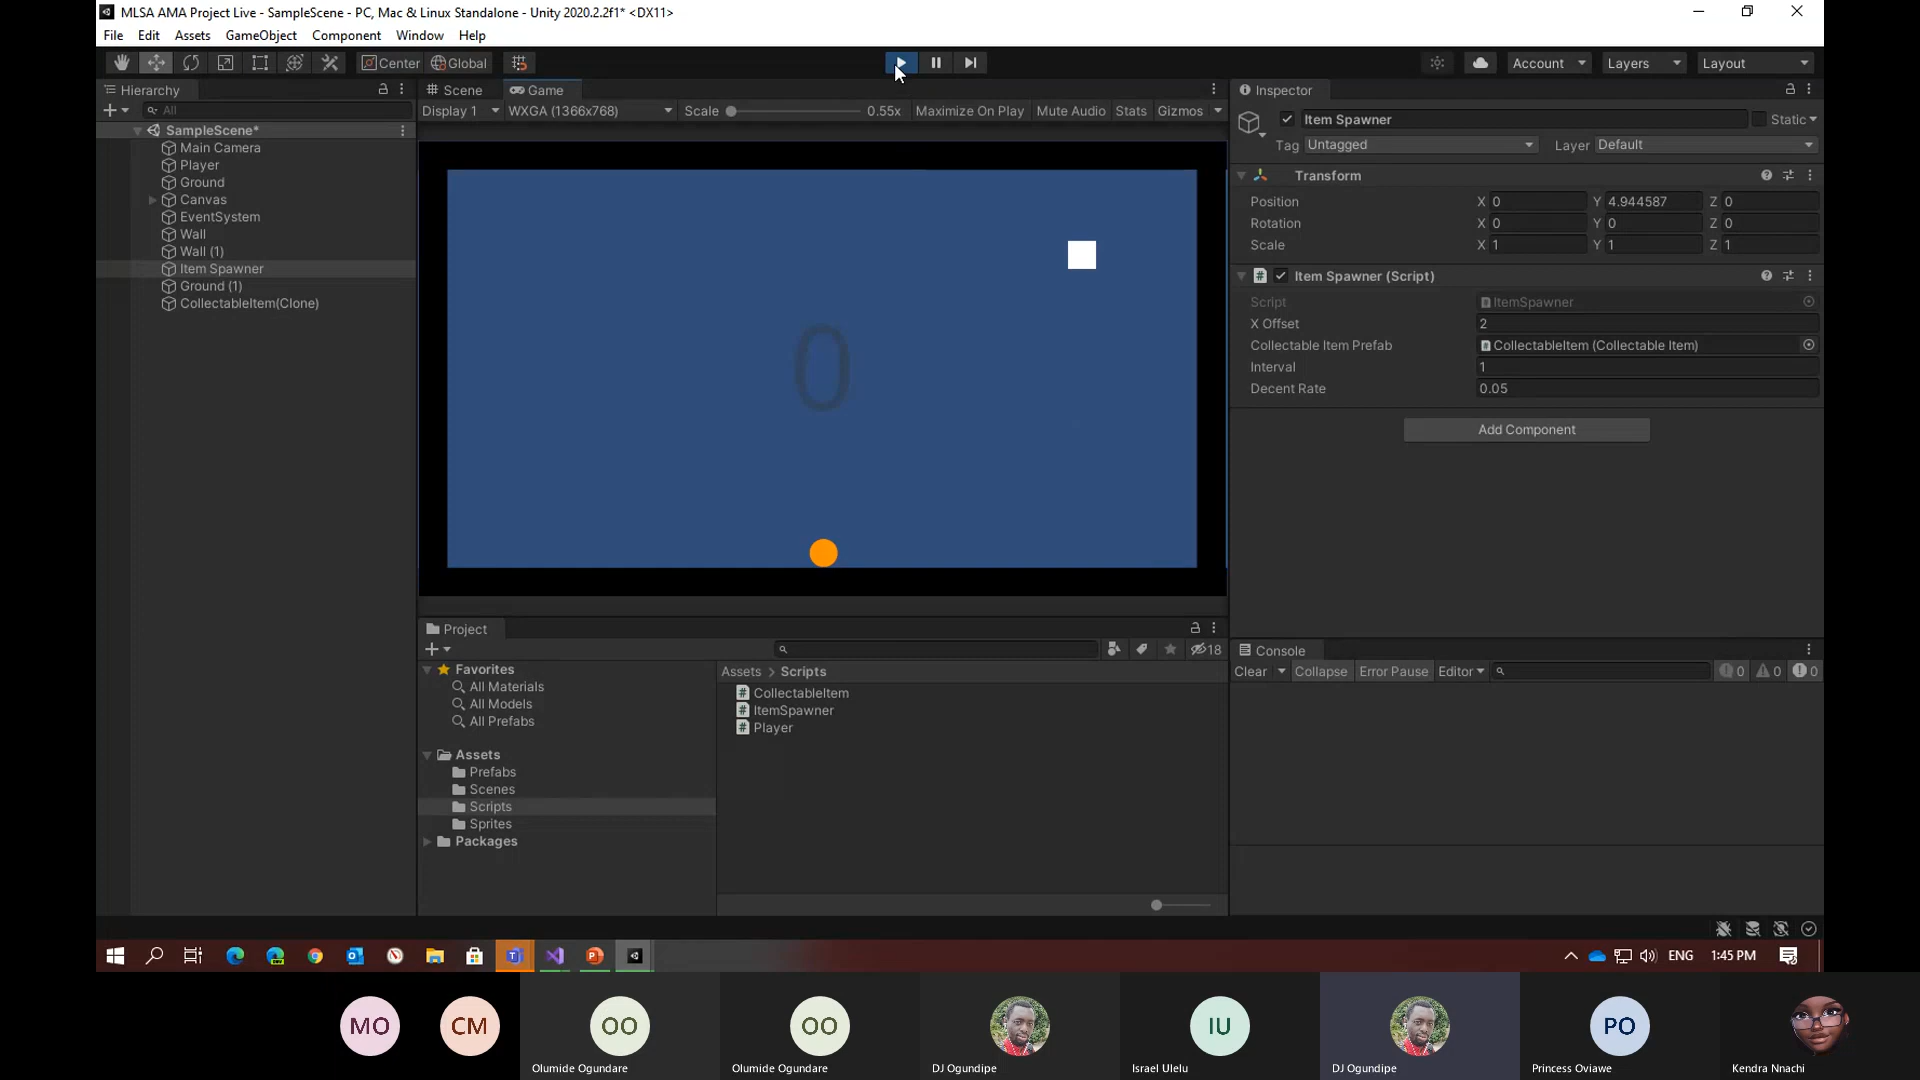 MLSA AMA Project Live - SampleScene - PC, Mac & Linux Standalone - Unity 2020.2.2f1* <DX11>
File Edit Assets GameObject Component Window Help
Center Global Account Layers Layout
Hierarchy
All
SampleScene*
Main Camera
Player
Ground
Canvas
EventSystem
Wall
Wall (1)
Item Spawner
Ground (1)
CollectableItem(Clone)
Scene Game
Display 1 WXGA (1366x768) Scale 0.55x Maximize On Play Mute Audio Stats Gizmos
0
Inspector
Item Spawner Static
Tag Untagged Layer Default
Transform
Position X 0 Y 4.944587 Z 0
Rotation X 0 Y 0 Z 0
Scale X 1 Y 1 Z 1
# Item Spawner (Script)
Script ItemSpawner
X Offset 2
Collectable Item Prefab CollectableItem (Collectable Item)
Interval 1
Decent Rate 0.05
Add Component
Project
18
Favorites
All Materials
All Models
All Prefabs
Assets
Prefabs
Scenes
Scripts
Sprites
Packages
Assets > Scripts
# CollectableItem
# ItemSpawner
# Player
Console
Clear Collapse Error Pause Editor 0 0 0
ENG 1:45 PM
MO CM OO OO IU PO
Olumide Ogundare Olumide Ogundare DJ Ogundipe Israel Ulelu DJ Ogundipe Princess Oviawe Kendra Nnachi